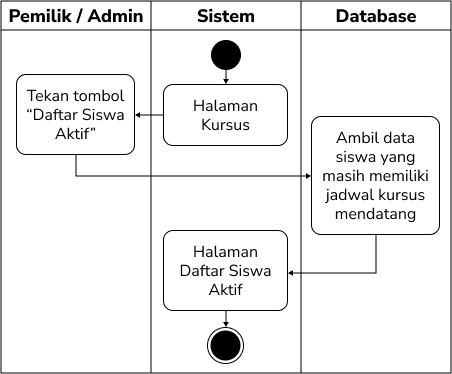 Pemilik / Admin
Sistem
Database
Halaman
Kursus
Tekan tombol
“Daftar Siswa
Aktif”
Ambil data
siswa yang
masih memiliki
jadwal kursus
mendatang
Halaman
Daftar Siswa
Aktif